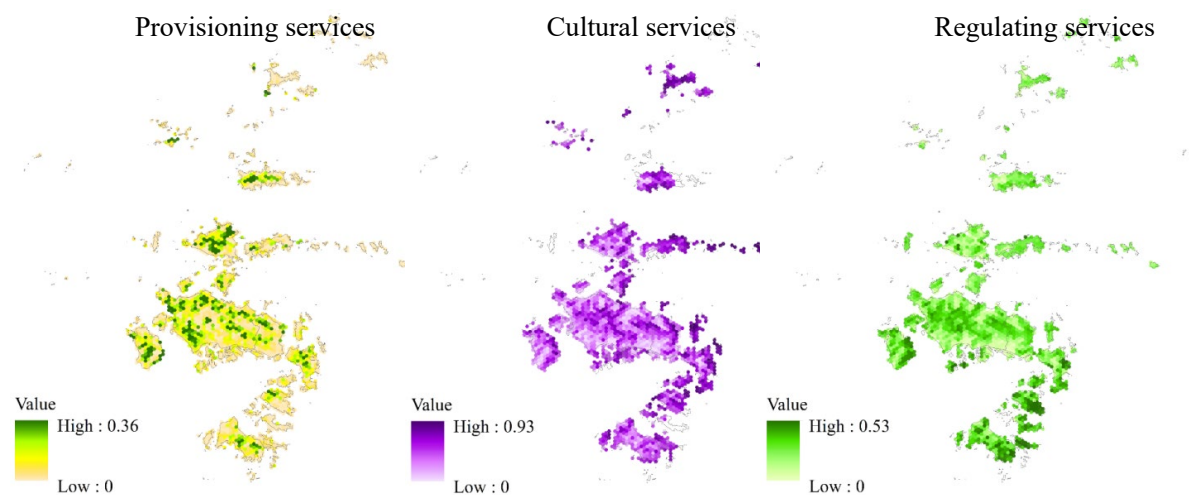 Provisioning services
Cultural services
Regulating services
Value
High : 0.36
Low : 0
Value
High : 0.93
Low : 0
Value
High : 0.53
Low : 0